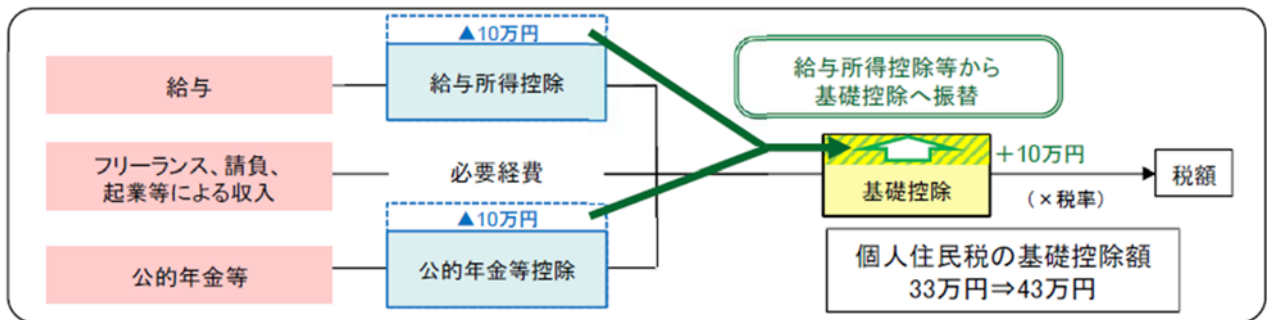 ▲10万円
給与
給与所得控除
給与所得控除等から
基礎控除へ振替
フリーランス、請負、
起業等による収入
必要経費
+10万円
基礎控除
(×税率)
税額
▲10万円
公的年金等
公的年金等控除
個人住民税の基礎控除額
33万円⇒43万円